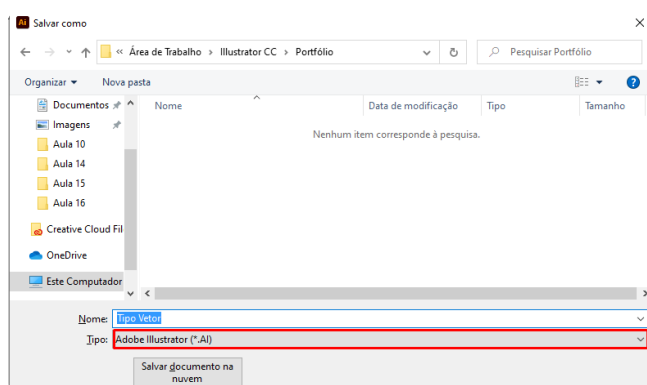 Ai Salvar como
« Área de Trabalho > Illustrator CC > Portfólio
Pesquisar Portfólio
Organizar Nova pasta
Nome Data de modificação Tipo Tamanho
Nenhum item corresponde à pesquisa.
Documentos
Imagens
Aula 10
Aula 14
Aula 15
Aula 16
Creative Cloud Fil
OneDrive
Este Computador
Nome: Tipo Vetor
Tipo: Adobe Illustrator (*.AI)
Salvar documento na
nuvem